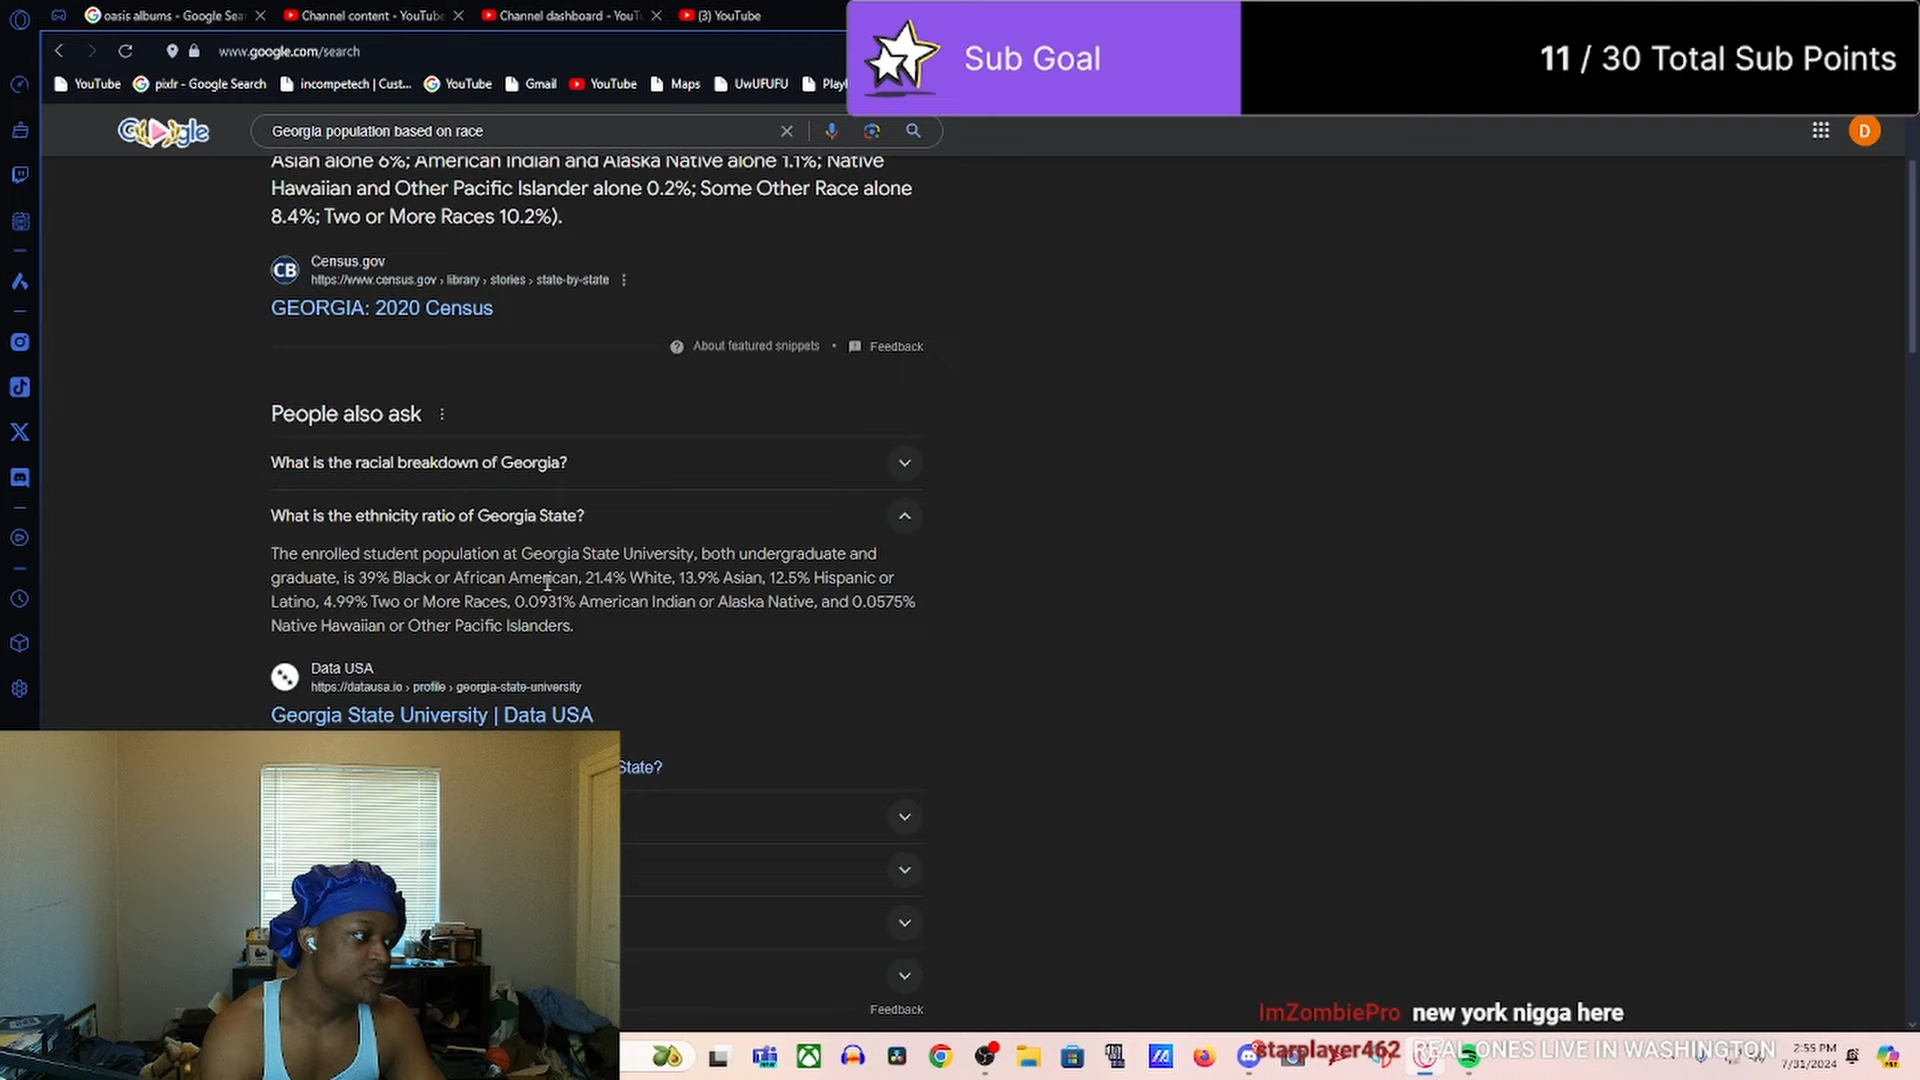 oasis albums - Google Sea
Channel content - YouTube
Channel dashboard - YouT
(3) YouTube
www.google.com/search
YouTube
pixlr - Google Search
incompetech | Cust...
YouTube
Gmail
YouTube
Maps
UwUFUFU
Playl
Sub Goal
11 / 30 Total Sub Points
Google
Georgia population based on race
D
Asian alone 6%; American Indian and Alaska Native alone 1.1%; Native
Hawaiian and Other Pacific Islander alone 0.2%; Some Other Race alone
8.4%; Two or More Races 10.2%).
CB
Census.gov
https://www.census.gov › library › stories › state-by-state
GEORGIA: 2020 Census
About featured snippets • Feedback
People also ask
What is the racial breakdown of Georgia?
What is the ethnicity ratio of Georgia State?
The enrolled student population at Georgia State University, both undergraduate and
graduate, is 39% Black or African American, 21.4% White, 13.9% Asian, 12.5% Hispanic or
Latino, 4.99% Two or More Races, 0.0931% American Indian or Alaska Native, and 0.0575%
Native Hawaiian or Other Pacific Islanders.
Data USA
https://datausa.io › profile › georgia-state-university
Georgia State University | Data USA
State?
Feedback
ImZombiePro new york nigga here
starplayer462 REAL ONES LIVE IN WASHINGTON
2:55 PM
7/31/2024